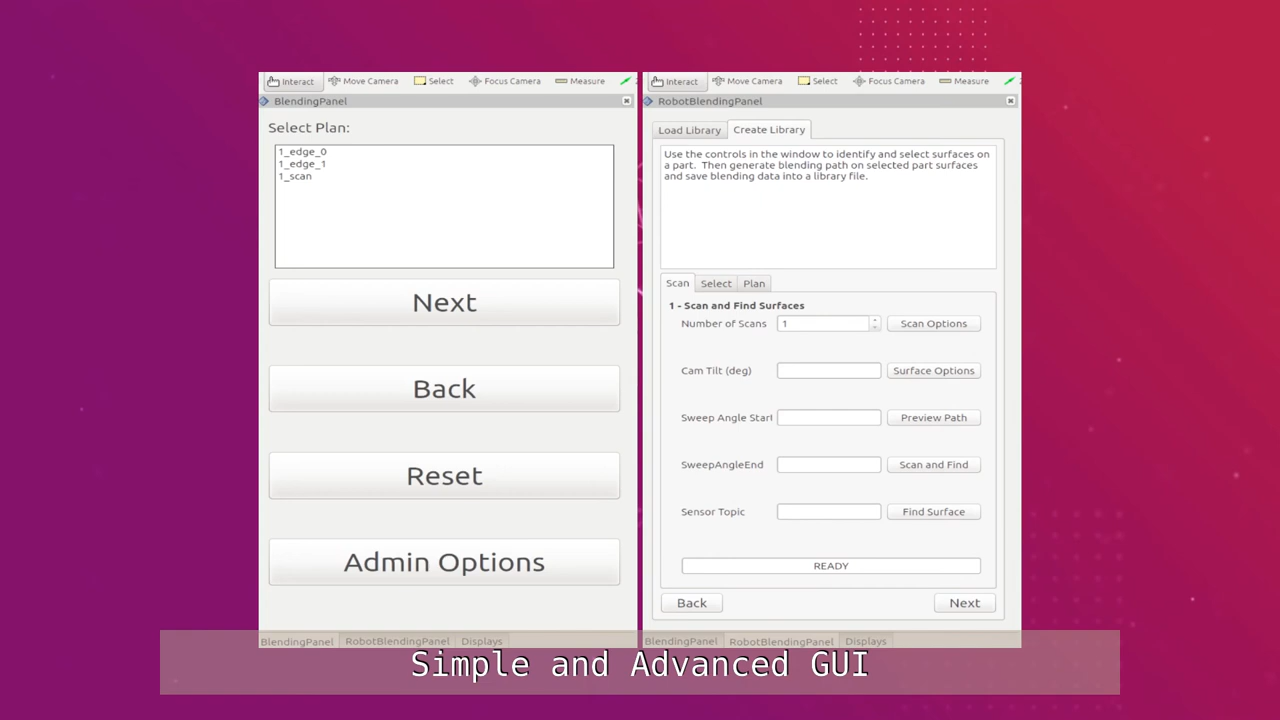 Interact Move Camera Select Focus Camera Measure
BlendingPanel
Select Plan:
1_edge_0
1_edge_1
1_scan
Next
Back
Reset
Admin Options
BlendingPanel RobotBlendingPanel Displays
Interact Move Camera Select Focus Camera Measure
RobotBlendingPanel
Load Library Create Library
Use the controls in the window to identify and select surfaces on
a part. Then generate blending path on selected part surfaces
and save blending data into a library file.
Scan Select Plan
1 - Scan and Find Surfaces
Number of Scans 1 Scan Options
Cam Tilt (deg) Surface Options
Sweep Angle Start Preview Path
SweepAngleEnd Scan and Find
Sensor Topic Find Surface
READY
Back Next
BlendingPanel RobotBlendingPanel Displays
Simple and Advanced GUI